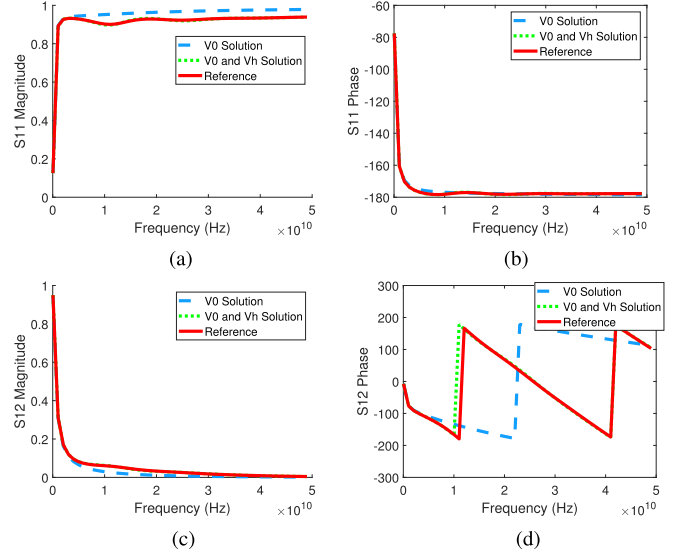 1
0.8
0.6
0.4
0.2
0
S11 Magnitude
V0 Solution
V0 and Vh Solution
Reference
0 1 2 3 4 5
Frequency (Hz) ×10^10
(a)
-60
-80
-100
-120
-140
-160
-180
S11 Phase
V0 Solution
V0 and Vh Solution
Reference
0 1 2 3 4 5
Frequency (Hz) ×10^10
(b)
1
0.8
0.6
0.4
0.2
0
S12 Magnitude
V0 Solution
V0 and Vh Solution
Reference
0 1 2 3 4 5
Frequency (Hz) ×10^10
(c)
300
200
100
0
-100
-200
-300
S12 Phase
V0 Solution
V0 and Vh Solution
Reference
0 1 2 3 4 5
Frequency (Hz) ×10^10
(d)